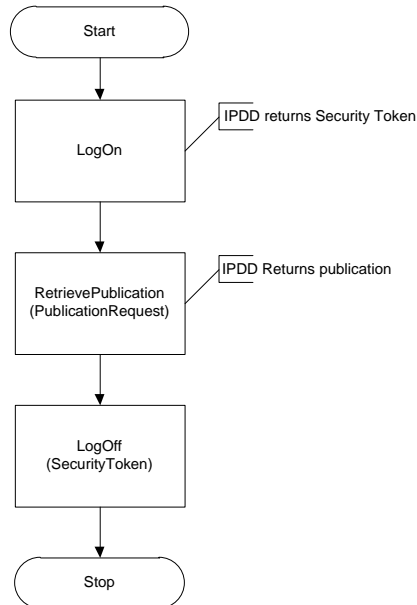 Start
LogOn
IPDD returns Security Token
RetrievePublication
(PublicationRequest)
IPDD Returns publication
LogOff
(SecurityToken)
Stop